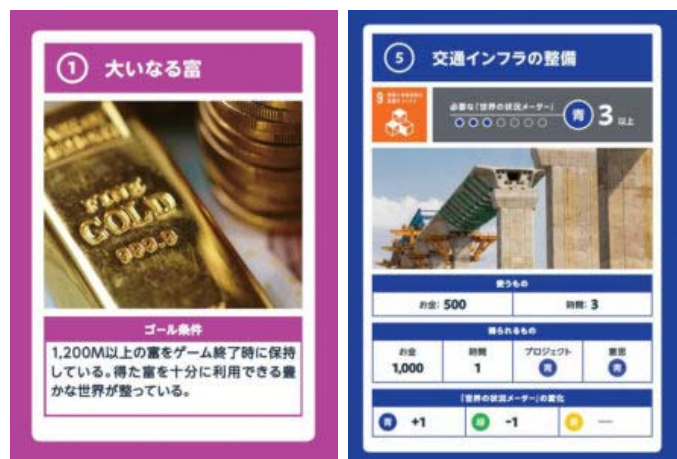 ① 大いなる富
FINE
GOLD
999.9
ゴール条件
1,200M以上の富をゲーム終了時に保持
している。得た富を十分に利用できる豊
かな世界が整っている。
⑤ 交通インフラの整備
9
必要な「世界の状況メーター」
青 3 以上
使うもの
お金: 500 時間: 3
得られるもの
お金 時間 プロジェクト 意思
1,000 1 青 青
「世界の状況メーター」の変化
青 +1 緑 -1 黄 —